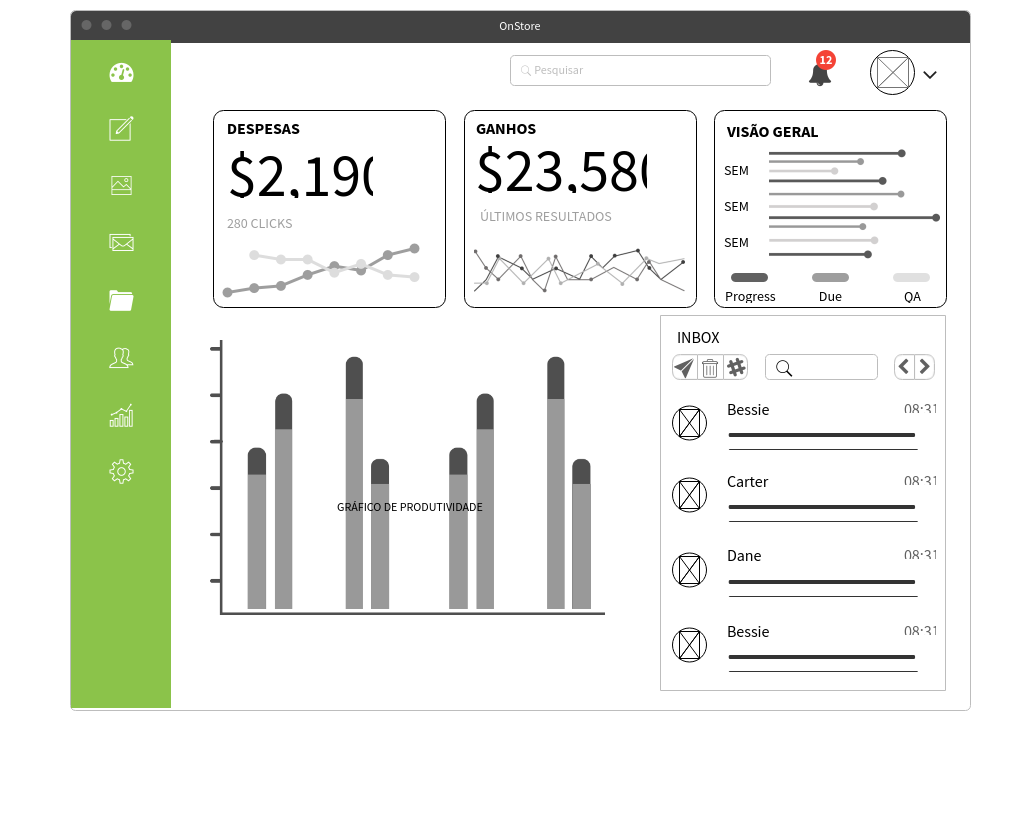 OnStore
Pesquisar
12
DESPESAS
$2,190
280 CLICKS
GANHOS
$23,580
ÚLTIMOS RESULTADOS
VISÃO GERAL
SEM
SEM
SEM
Progress Due QA
GRÁFICO DE PRODUTIVIDADE
INBOX
Bessie 08:31
Carter 08:31
Dane 08:31
Bessie 08:31